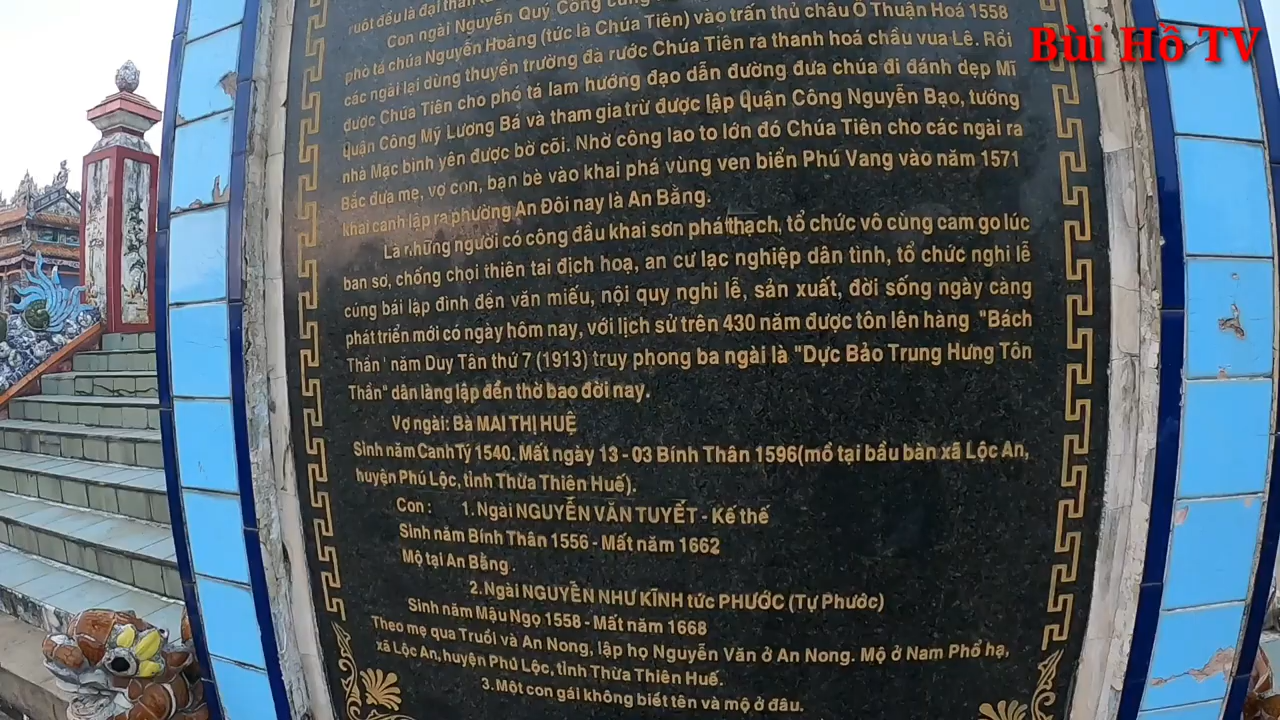 ruột đều là đại thần
Con ngài Nguyễn Quý Công cùng
phò tá chúa Nguyễn Hoàng (tức là Chúa Tiên) vào trấn thủ châu Ô Thuận Hoá 1558
các ngài lại dùng thuyền trường đà rước Chúa Tiên ra thanh hoá chầu vua Lê. Rồi
được Chúa Tiên cho phó tá lam hướng đạo dẫn đường đưa chúa đi đánh dẹp Mĩ
quận Công Mỹ Lương Bá và tham gia trừ được lập quận Công Nguyễn Bạo, tướng
nhà Mạc bình yên được bờ cõi. Nhờ công lao to lớn đó Chúa Tiên cho các ngài ra
Bắc đưa mẹ, vợ con, bạn bè vào khai phá vùng ven biển Phú Vang vào năm 1571
khai canh lập ra phường An Đôi nay là An Bằng.
Là những người có công đầu khai sơn phá thạch, tổ chức vô cùng cam go lúc
ban sơ, chống chọi thiên tai địch hoạ, an cư lạc nghiệp dân tình, tổ chức nghi lễ
cúng bái lập đình đền văn miếu, nội quy nghi lễ, sản xuất, đời sống ngày càng
phát triển mới có ngày hôm nay, với lịch sử trên 430 năm được tôn lên hàng "Bách
Thần' năm Duy Tân thứ 7 (1913) truy phong ba ngài là "Dực Bảo Trung Hưng Tôn
Thần" dân làng lập đền thờ bao đời nay.
Vợ ngài: Bà MAI THỊ HUỆ
Sinh năm Canh Tý 1540. Mất ngày 13 - 03 Bính Thân 1596(mồ tại bầu bàn xã Lộc An,
huyện Phú Lộc, tỉnh Thừa Thiên Huế).
Con : 1. Ngài NGUYỄN VĂN TUYẾT - Kế thế
Sinh năm Bính Thân 1556 - Mất năm 1662
Mộ tại An Bằng.
2. Ngài NGUYỄN NHƯ KĨNH tức PHƯỚC (Tự Phước)
Sinh năm Mậu Ngọ 1558 - Mất năm 1668
Theo mẹ qua Truồi và An Nong, lập họ Nguyễn Văn ở An Nong. Mộ ở Nam Phổ hạ,
xã Lộc An, huyện Phú Lộc, tỉnh Thừa Thiên Huế.
3. Một con gái không biết tên và mộ ở đâu.
Bùi Hồ TV